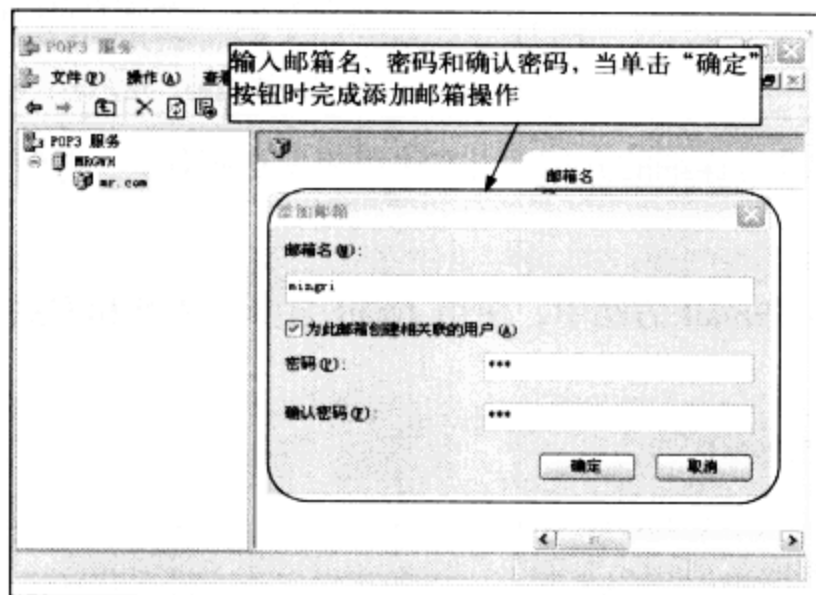 POP3 服务
输入邮箱名、密码和确认密码，当单击“确定”
按钮时完成添加邮箱操作
文件(F) 操作(A) 查看
POP3 服务
MRGWH
mr.com
邮箱名
添加邮箱
邮箱名(M):
mingri
为此邮箱创建相关联的用户(A)
密码(P):
***
确认密码(F):
***
确定 取消